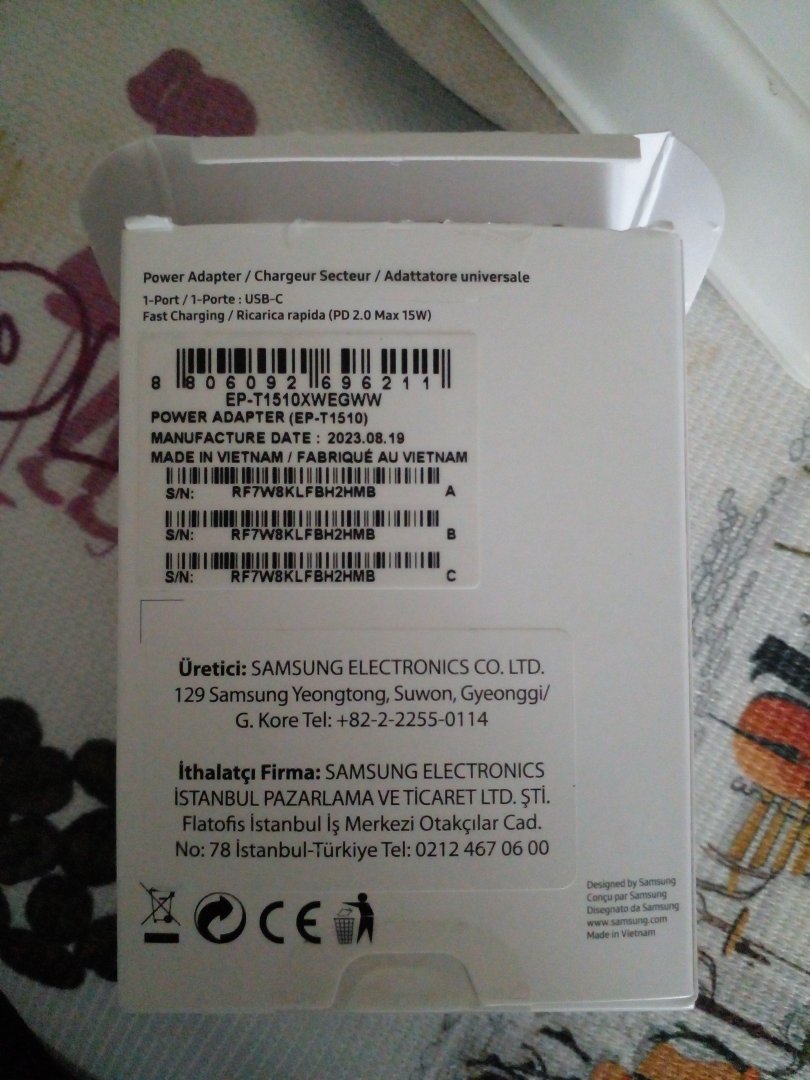 Power Adapter / Chargeur Secteur / Adattatore universale
1-Port / 1-Porte : USB-C
Fast Charging / Ricarica rapida (PD 2.0 Max 15W)
8 806092 696211
EP-T1510XWEGWW
POWER ADAPTER (EP-T1510)
MANUFACTURE DATE : 2023.08.19
MADE IN VIETNAM / FABRIQUÉ AU VIETNAM
S/N: RF7W8KLFBH2HMB A
S/N: RF7W8KLFBH2HMB B
S/N: RF7W8KLFBH2HMB C
Üretici: SAMSUNG ELECTRONICS CO. LTD.
129 Samsung Yeongtong, Suwon, Gyeonggi/
G. Kore Tel: +82-2-2255-0114
İthalatçı Firma: SAMSUNG ELECTRONICS
İSTANBUL PAZARLAMA VE TİCARET LTD. ŞTİ.
Flatofis İstanbul İş Merkezi Otakçılar Cad.
No: 78 İstanbul-Türkiye Tel: 0212 467 06 00
CE
Designed by Samsung
Conçu par Samsung
Disegnato da Samsung
www.samsung.com
Made in Vietnam